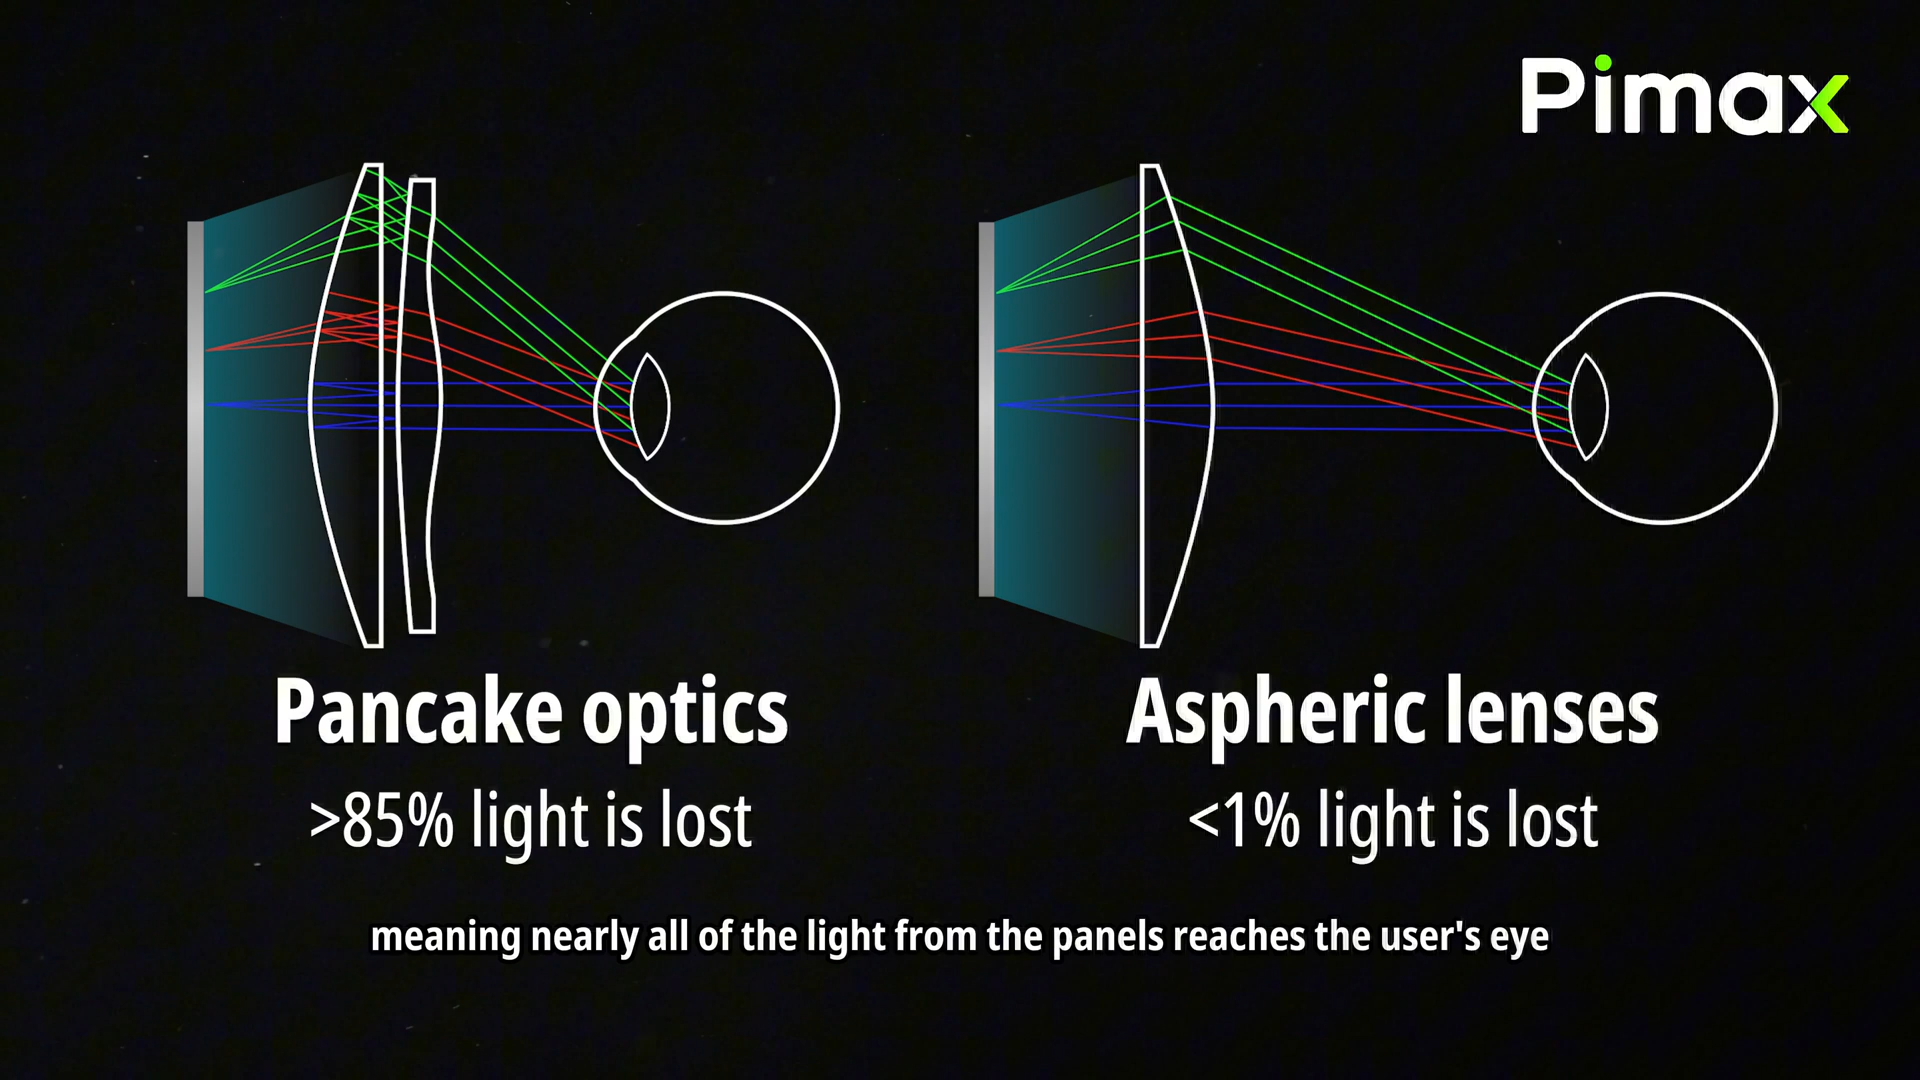 Pimax
Pancake optics
>85% light is lost
Aspheric lenses
<1% light is lost
meaning nearly all of the light from the panels reaches the user's eye